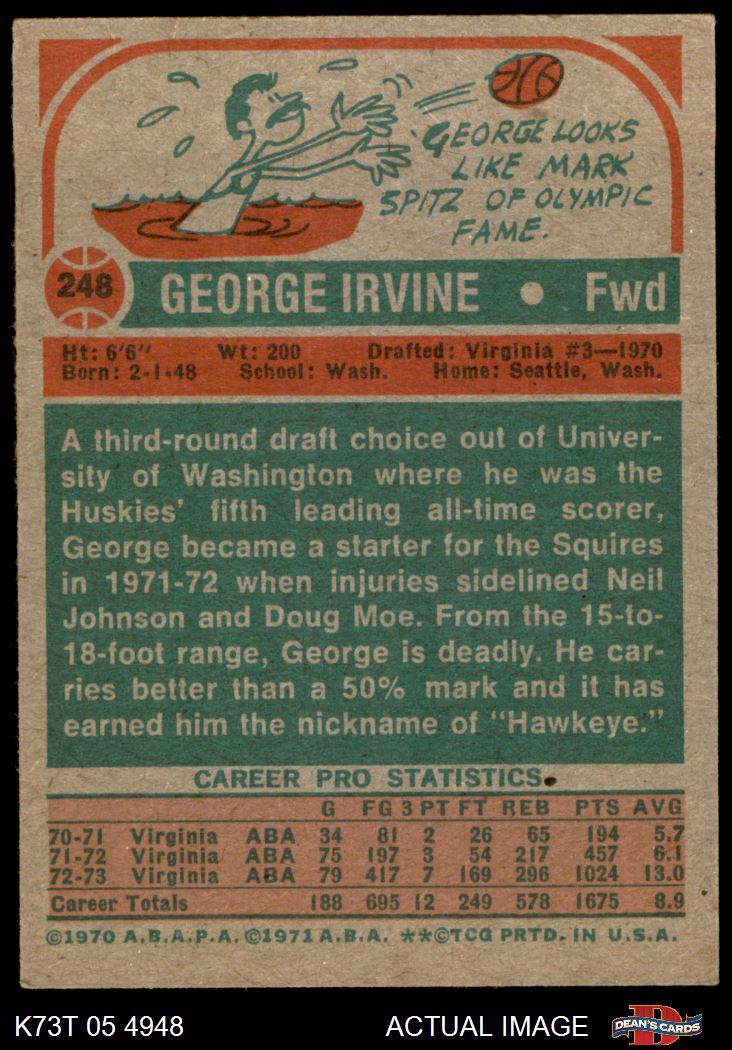 GEORGE LOOKS
LIKE MARK
SPITZ OF OLYMPIC
FAME.
248 GEORGE IRVINE • Fwd
Ht: 6'6" Wt: 200 Drafted: Virginia #3—1970
Born: 2-1-48 School: Wash. Home: Seattle, Wash.
A third-round draft choice out of Univer-
sity of Washington where he was the
Huskies' fifth leading all-time scorer,
George became a starter for the Squires
in 1971-72 when injuries sidelined Neil
Johnson and Doug Moe. From the 15-to-
18-foot range, George is deadly. He car-
ries better than a 50% mark and it has
earned him the nickname of "Hawkeye."
CAREER PRO STATISTICS
G FG 3 PT FT REB PTS AVG
70-71 Virginia ABA 34 81 2 26 65 194 5.7
71-72 Virginia ABA 75 197 3 54 217 457 6.1
72-73 Virginia ABA 79 417 7 169 296 1024 13.0
Career Totals 188 695 12 249 578 1675 8.9
©1970 A.B.A.P.A. ©1971 A.B.A. **©TCG PRTD. IN U.S.A.
K73T 05 4948 ACTUAL IMAGE D DEAN'S CARDS